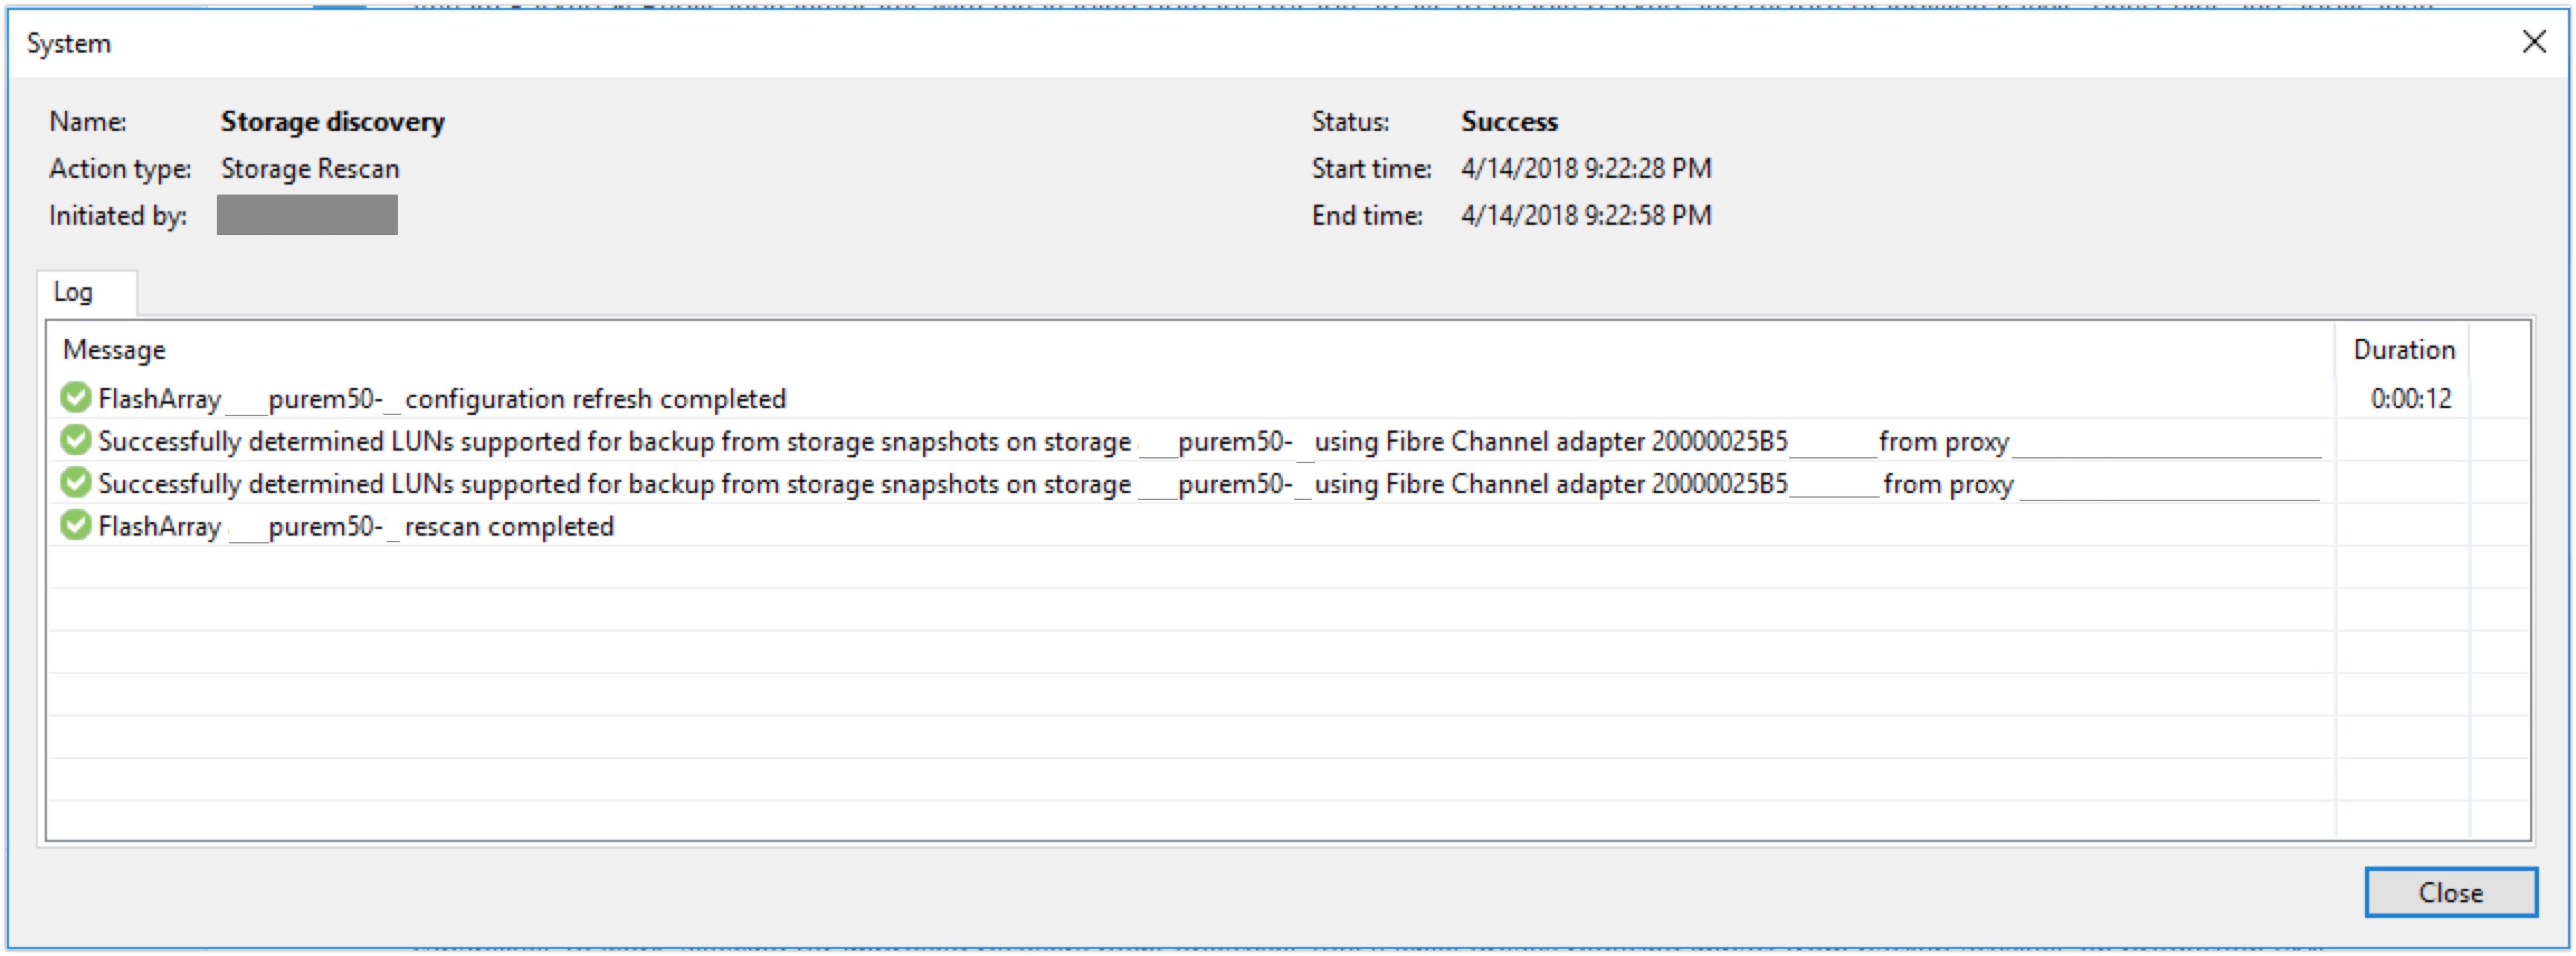 System
Name: Storage discovery Status: Success
Action type: Storage Rescan Start time: 4/14/2018 9:22:28 PM
Initiated by: End time: 4/14/2018 9:22:58 PM
Log
Message Duration
FlashArray ___purem50-_ configuration refresh completed 0:00:12
Successfully determined LUNs supported for backup from storage snapshots on storage ___purem50-_ using Fibre Channel adapter 20000025B5______ from proxy ____________________
Successfully determined LUNs supported for backup from storage snapshots on storage ___purem50-_ using Fibre Channel adapter 20000025B5______ from proxy ____________________
FlashArray ___purem50-_ rescan completed
Close